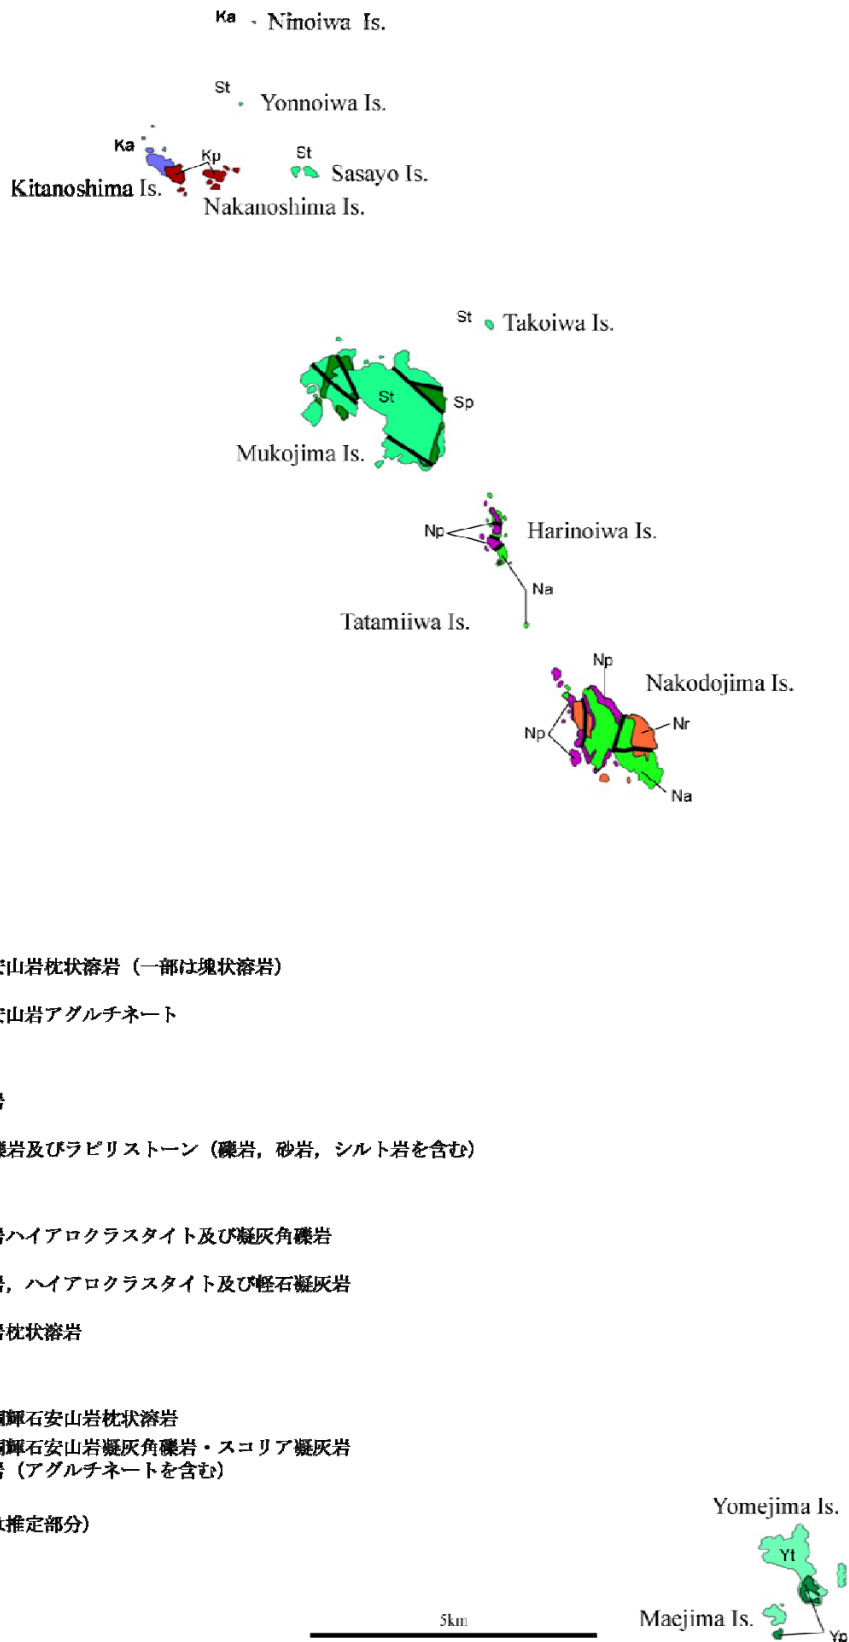 Ka Ninoiwa Is.
St
Yonnoiwa Is.
Ka
Kp
St
Sasayo Is.
Kitanoshima Is.
Nakanoshima Is.
St Takoiwa Is.
St
Sp
Mukojima Is.
Np
Harinoiwa Is.
Na
Tatamiiwa Is.
Np
Nakodojima Is.
Nr
Np
Na
安山岩枕状溶岩（一部は塊状溶岩）
安山岩アグルチネート
岩
礫岩及びラピリストーン（礫岩，砂岩，シルト岩を含む）
岩ハイアロクラスタイト及び凝灰角礫岩
岩，ハイアロクラスタイト及び軽石凝灰岩
岩枕状溶岩
輝石安山岩枕状溶岩
輝石安山岩凝灰角礫岩・スコリア凝灰岩
岩（アグルチネートを含む）
は推定部分）
Yomejima Is.
Yt
5km
Maejima Is.
Yp